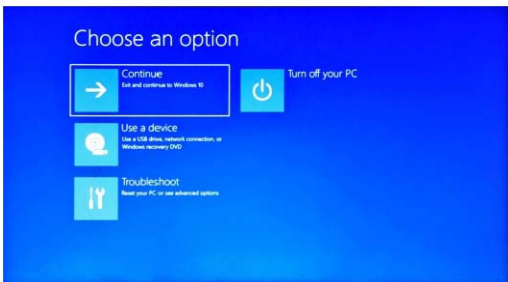 Choose an option
Continue
Exit and continue to Windows 10
Turn off your PC
Use a device
Use a USB drive, network connection, or
Windows recovery DVD
Troubleshoot
Reset your PC or see advanced options